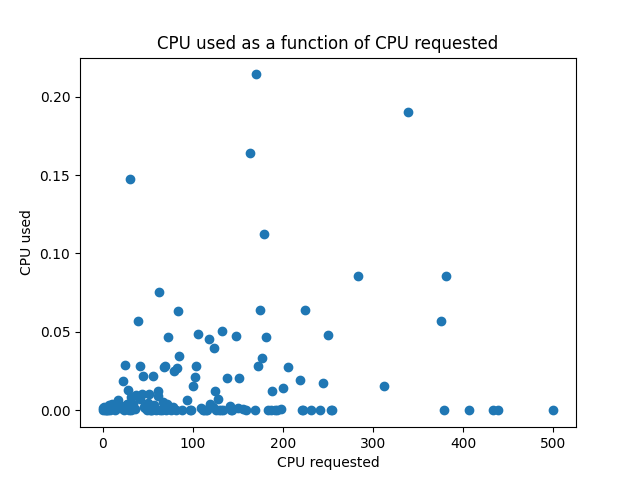 CPU used as a function of CPU requested
0.20
0.15
0.10
0.05
0.00
CPU used
0 100 200 300 400 500
CPU requested